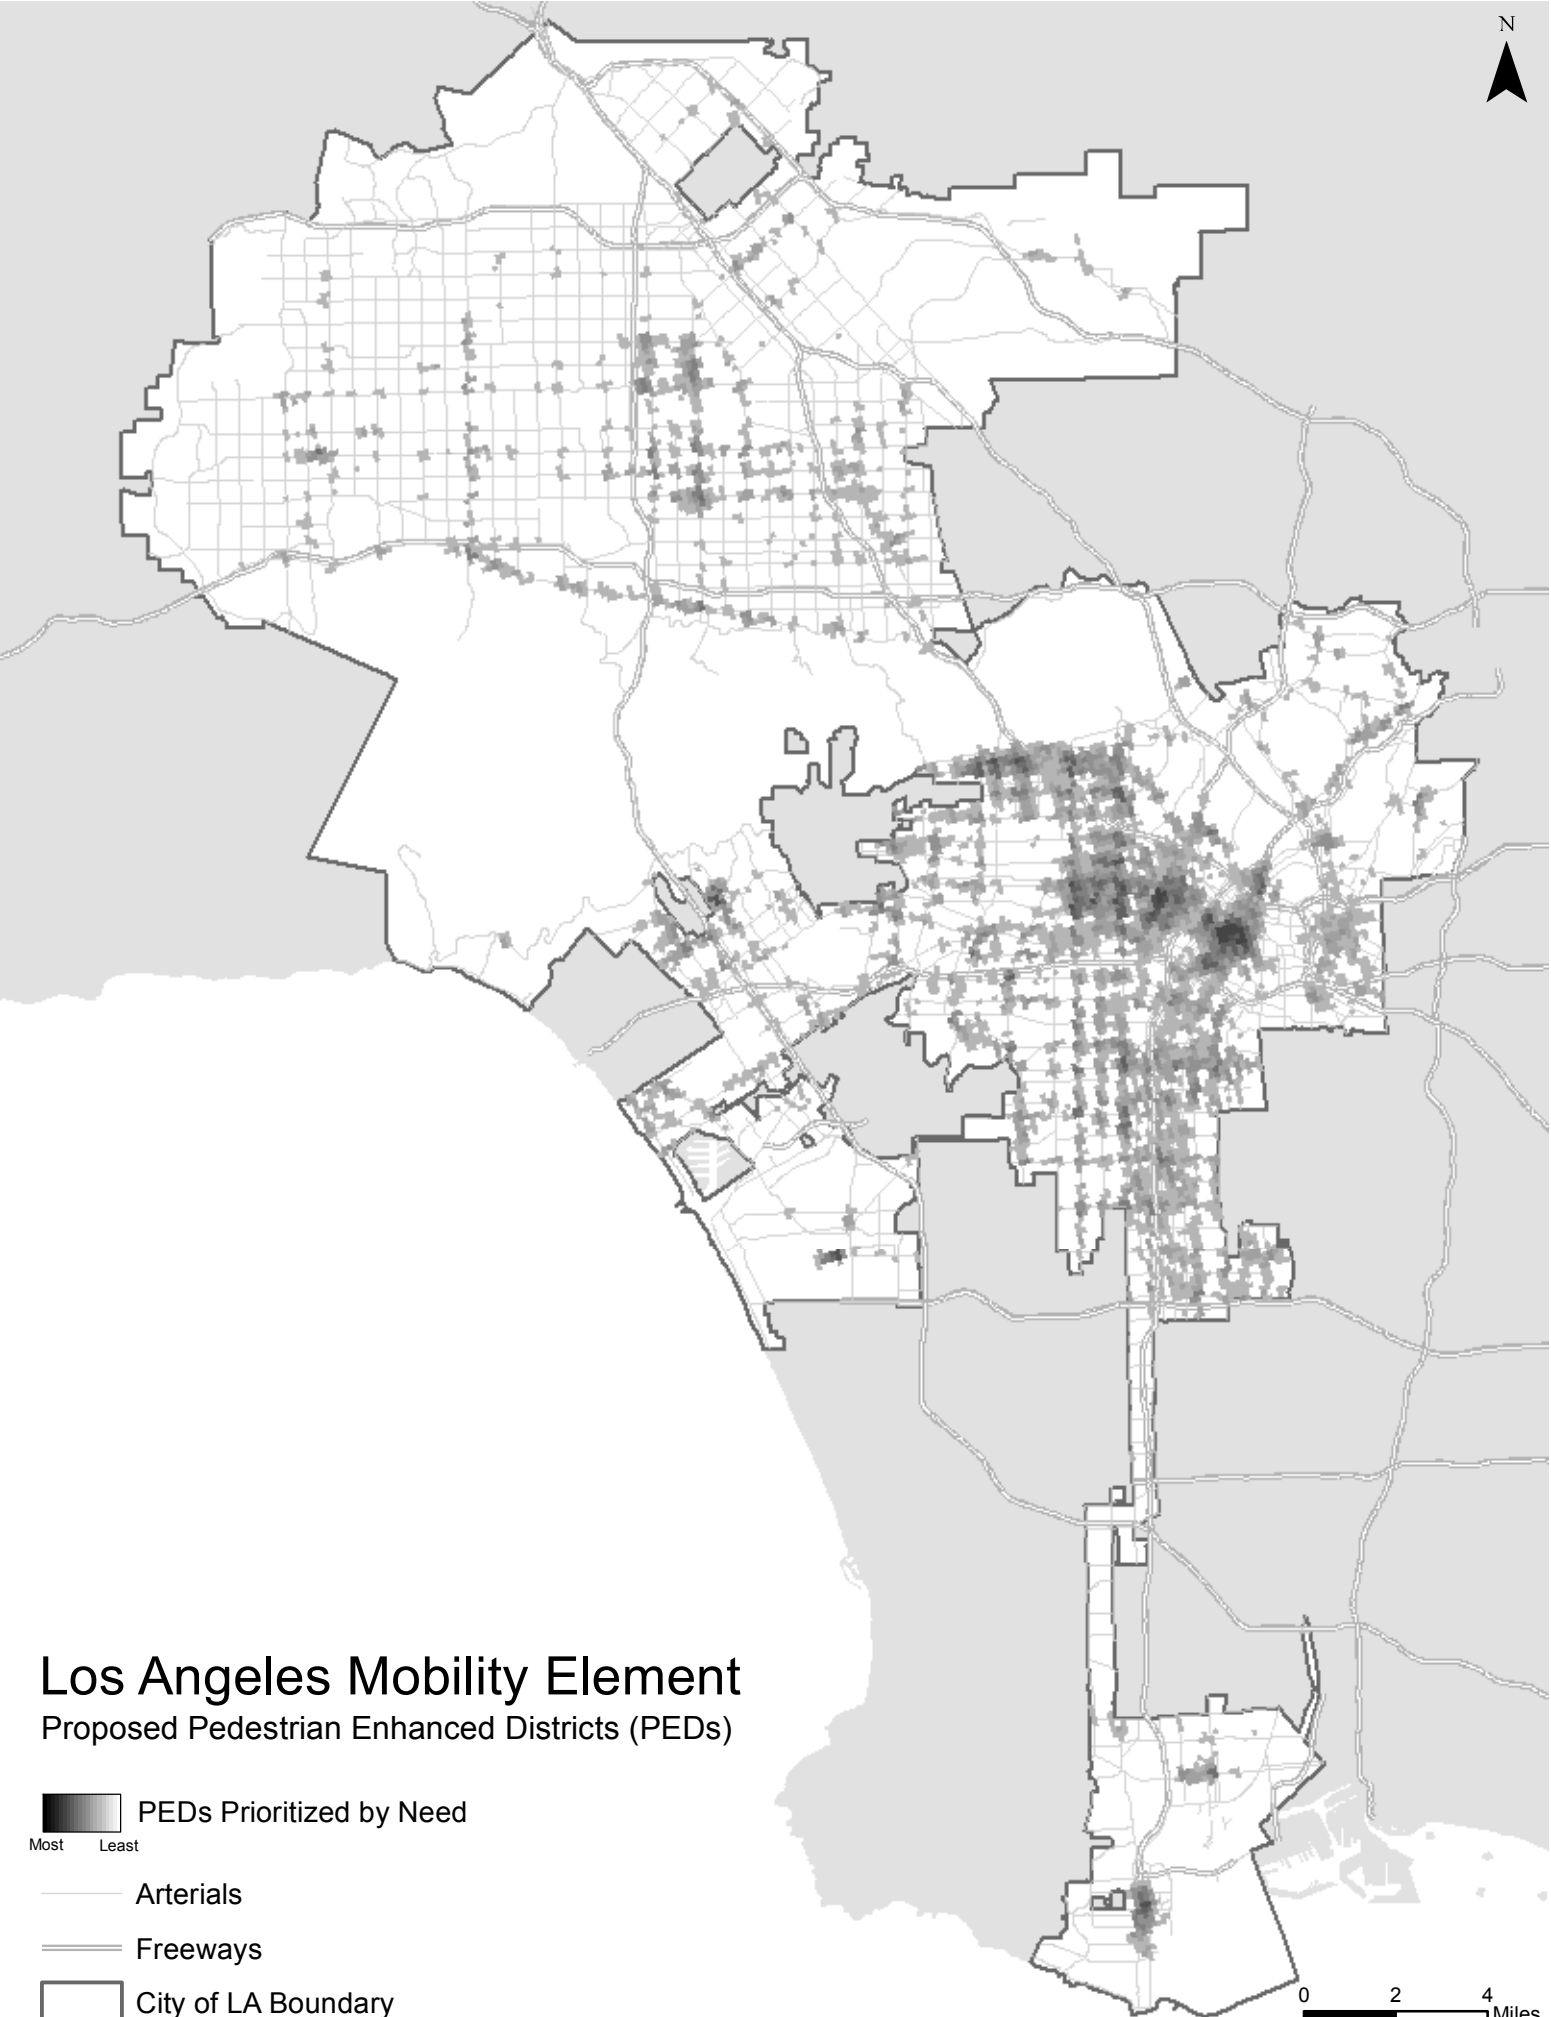 N
Los Angeles Mobility Element
Proposed Pedestrian Enhanced Districts (PEDs)
PEDs Prioritized by Need
Most Least
Arterials
Freeways
City of LA Boundary
0 2 4
Miles